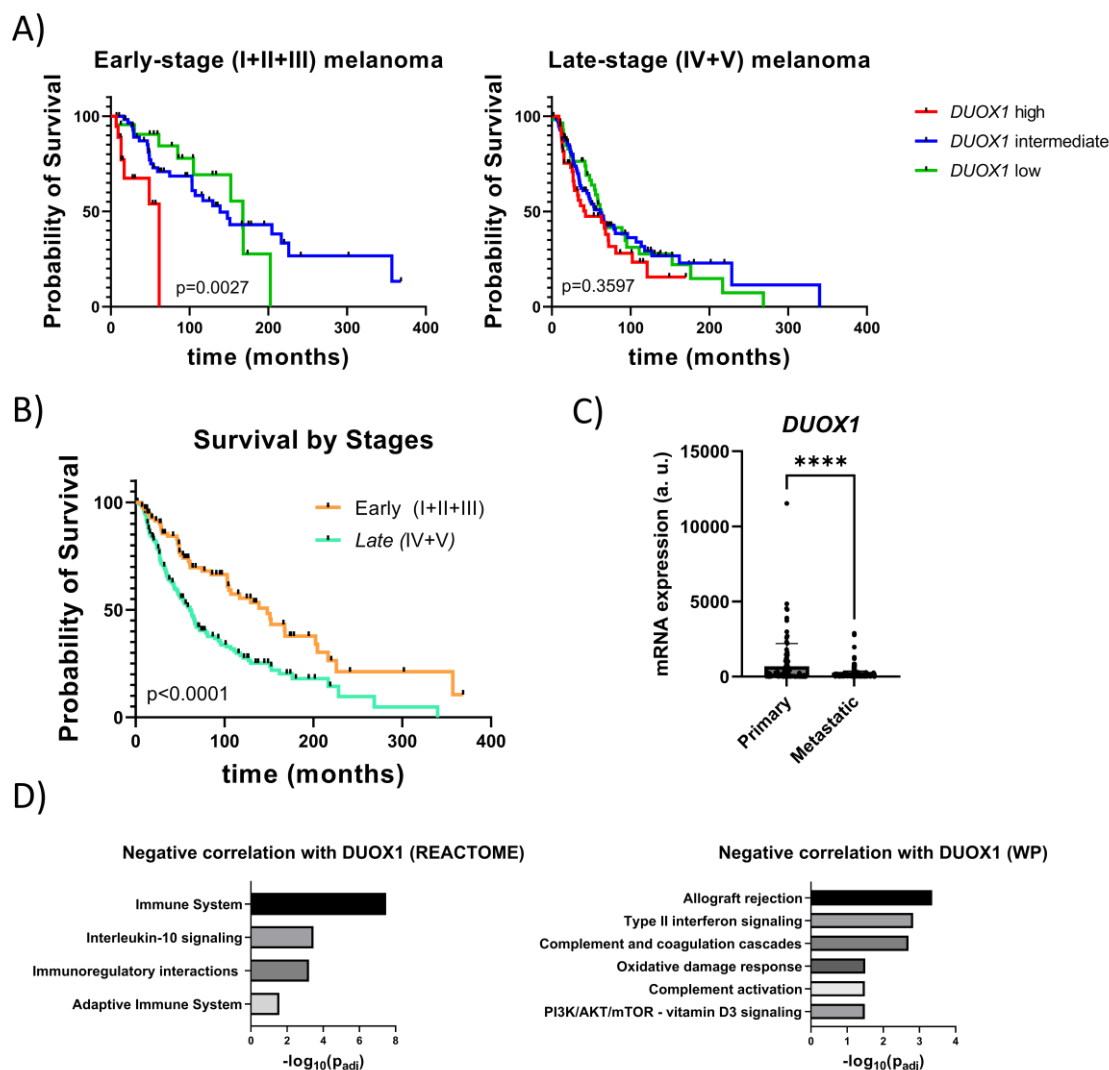 A)
Early-stage (I+II+III) melanoma
Probability of Survival
100
50
0
0 100 200 300 400
p=0.0027
time (months)
Late-stage (IV+V) melanoma
Probability of Survival
100
50
0
0 100 200 300 400
p=0.3597
time (months)
DUOX1 high
DUOX1 intermediate
DUOX1 low
B)
Survival by Stages
Probability of Survival
100
50
0
0 100 200 300 400
Early (I+II+III)
Late (IV+V)
p<0.0001
time (months)
C)
DUOX1
mRNA expression (a. u.)
15000
10000
5000
0
****
Primary
Metastatic
D)
Negative correlation with DUOX1 (REACTOME)
Immune System
Interleukin-10 signaling
Immunoregulatory interactions
Adaptive Immune System
0 2 4 6 8
-log10(padj)
Negative correlation with DUOX1 (WP)
Allograft rejection
Type II interferon signaling
Complement and coagulation cascades
Oxidative damage response
Complement activation
PI3K/AKT/mTOR - vitamin D3 signaling
0 1 2 3 4
-log10(padj)